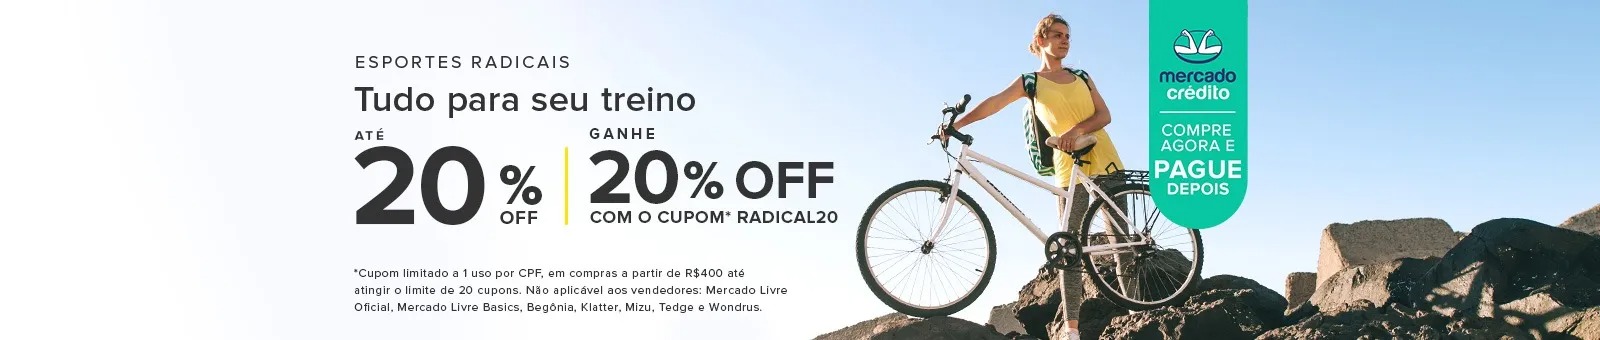 ESPORTES RADICAIS
Tudo para seu treino
ATÉ
20% OFF
GANHE
20% OFF
COM O CUPOM* RADICAL20
*Cupom limitado a 1 uso por CPF, em compras a partir de R$400 até
atingir o limite de 20 cupons. Não aplicável aos vendedores: Mercado Livre
Oficial, Mercado Livre Basics, Begônia, Klatter, Mizu, Tedge e Wondrus.
mercado
crédito
COMPRE
AGORA E
PAGUE
DEPOIS